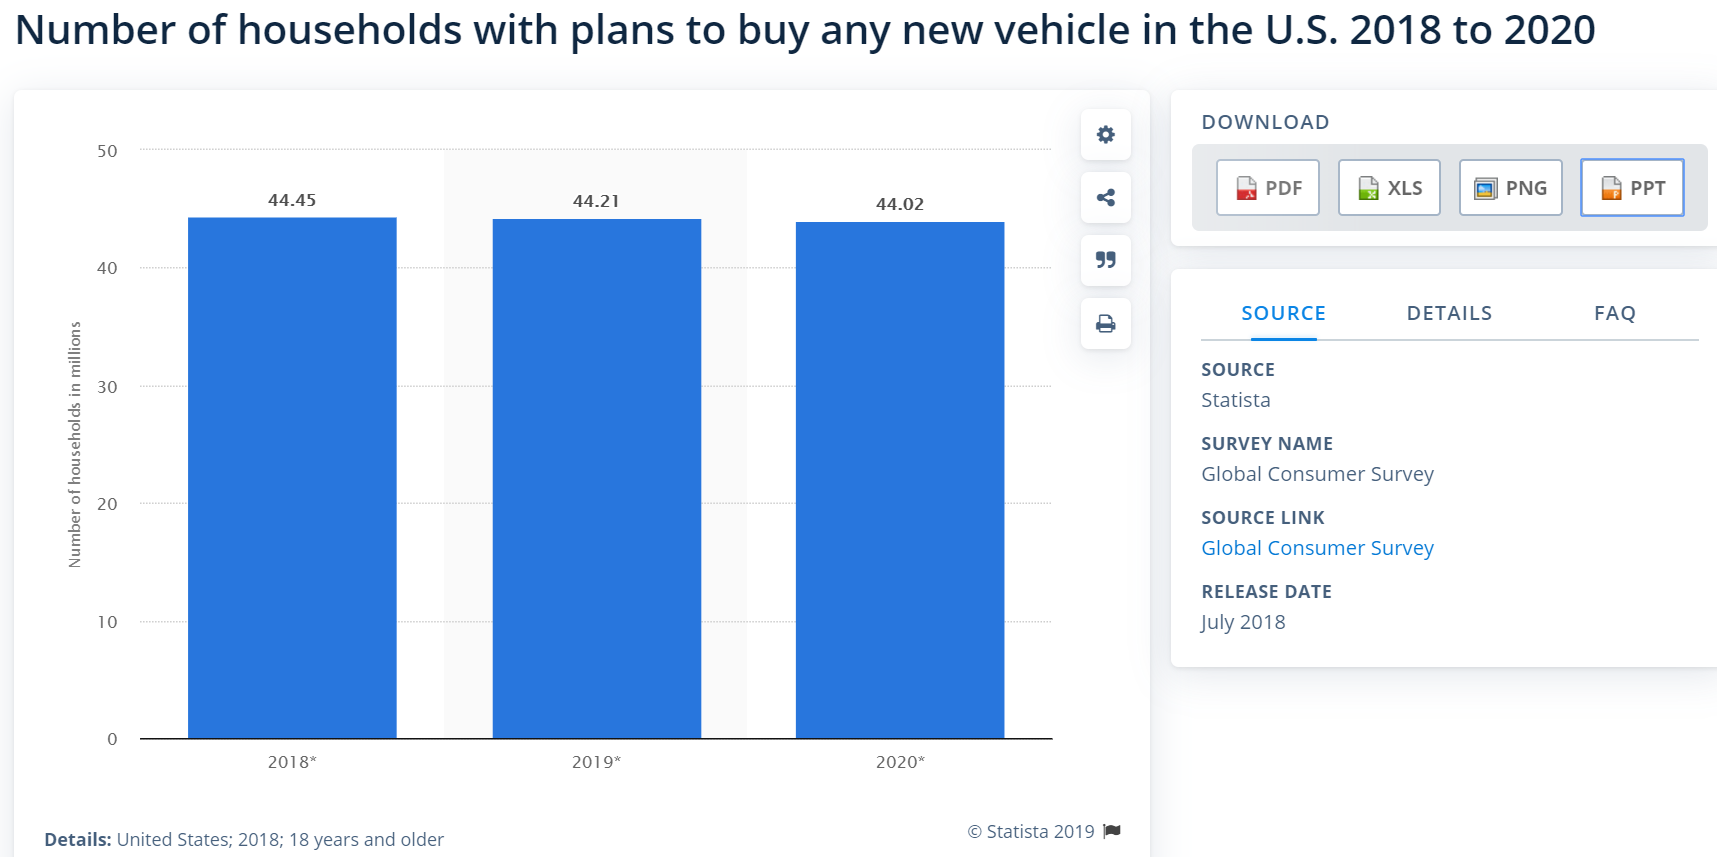 Number of households with plans to buy any new vehicle in the U.S. 2018 to 2020
Number of households in millions
50
40
30
20
10
0
44.45
44.21
44.02
2018*
2019*
2020*
Details: United States; 2018; 18 years and older
© Statista 2019
DOWNLOAD
PDF
XLS
PNG
PPT
SOURCE
DETAILS
FAQ
SOURCE
Statista
SURVEY NAME
Global Consumer Survey
SOURCE LINK
Global Consumer Survey
RELEASE DATE
July 2018